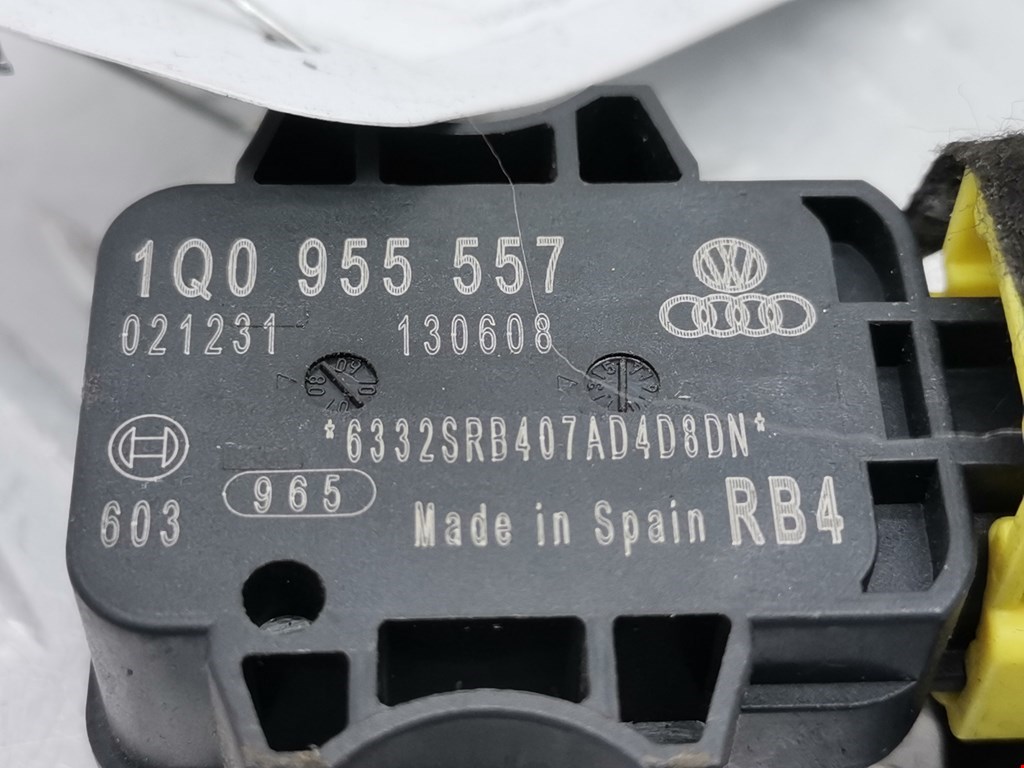 1Q0 955 557
021231 130608
*6332SRB407AD4D8DN*
965
603
Made in Spain RB4